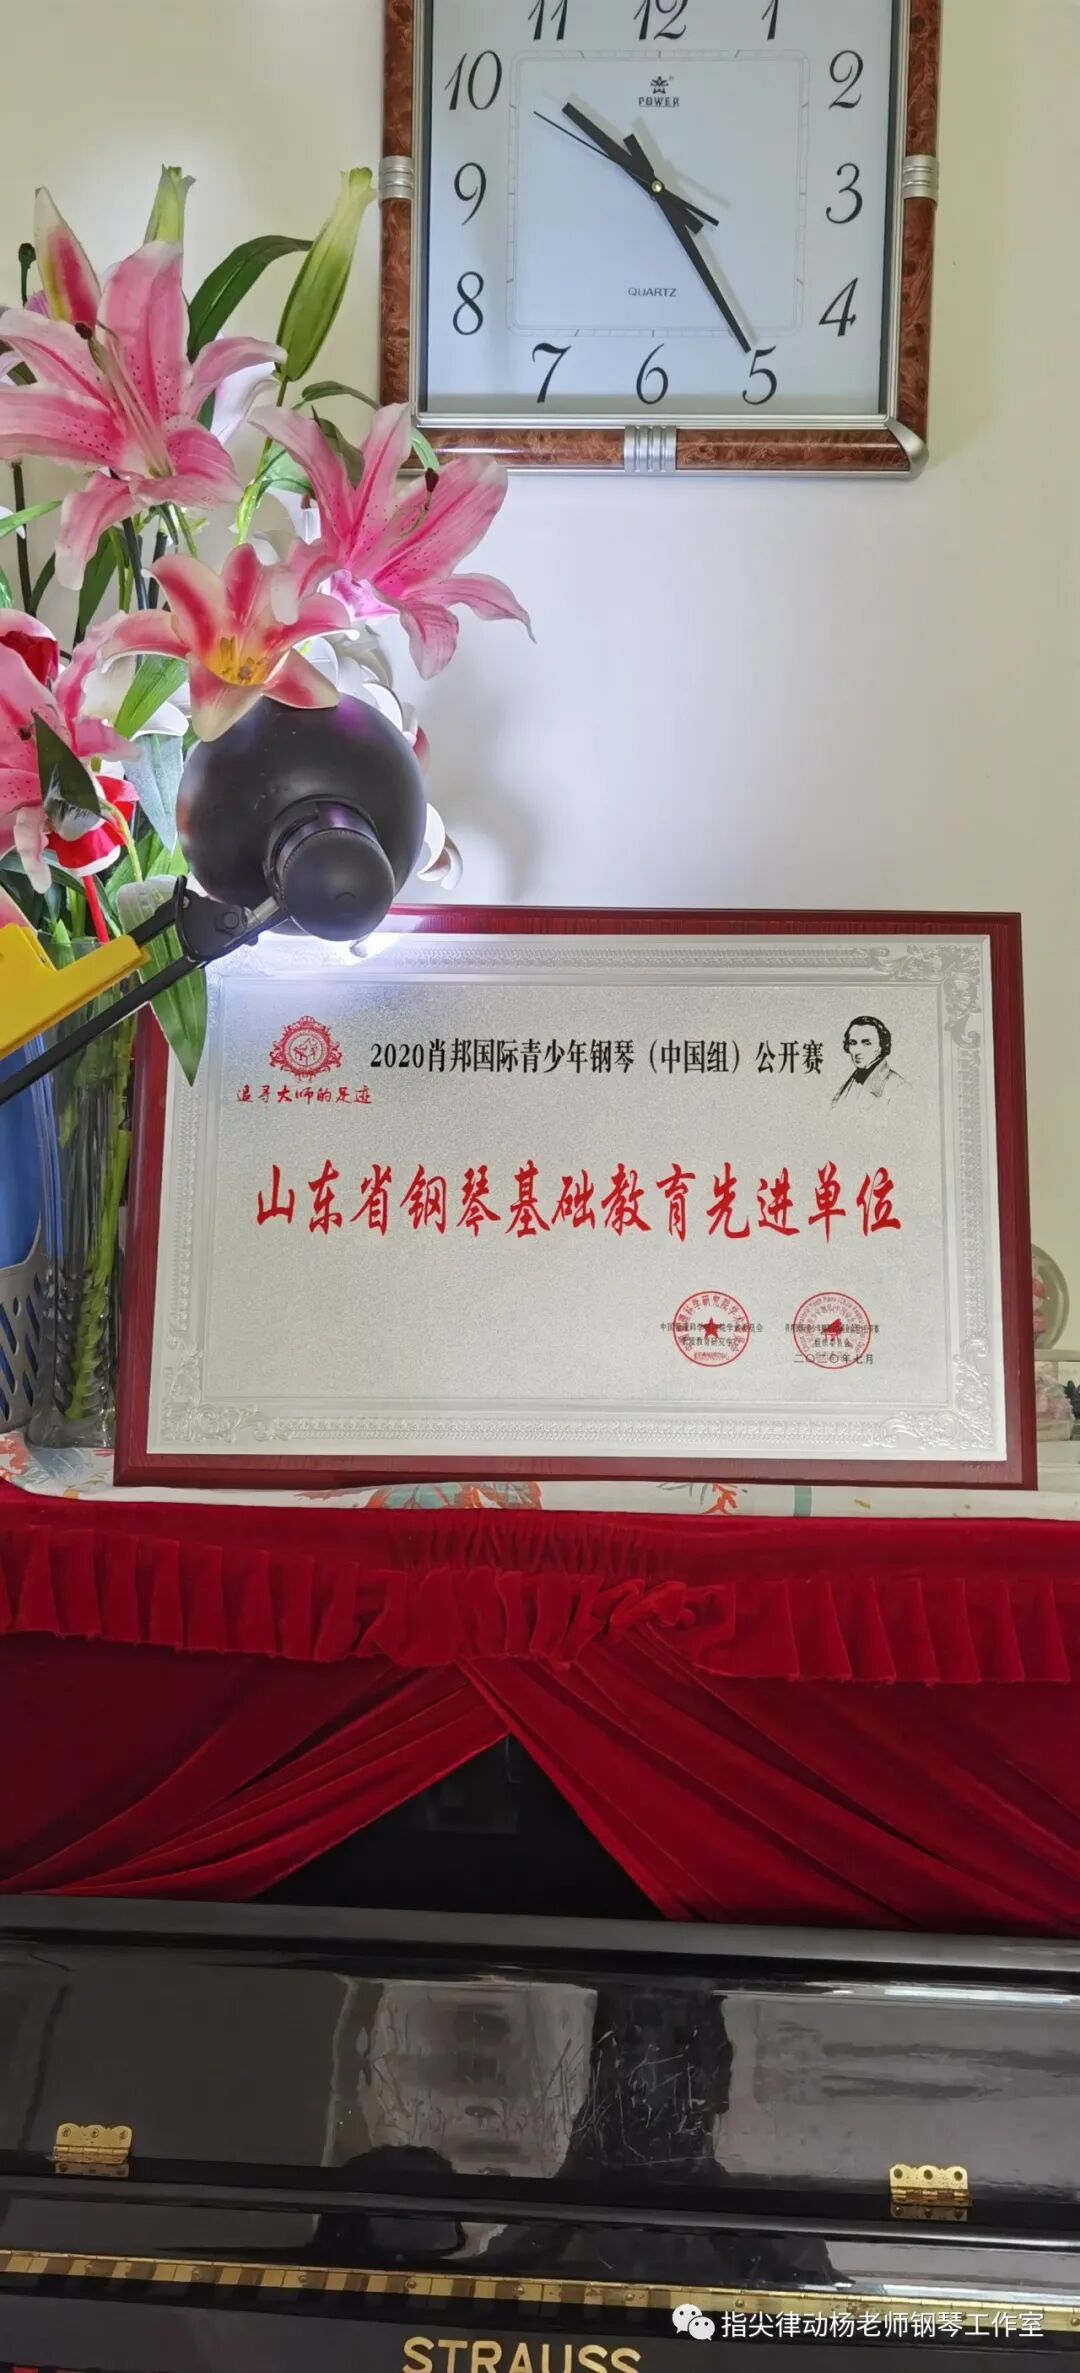 11 12 1
10 2
POWER
9 3
QUARTZ
8 4
7 6 5
2020肖邦国际青少年钢琴（中国组）公开赛
追寻大师的足迹
山东省钢琴基础教育先进单位
二〇二〇年七月
STRAUSS
指尖律动杨老师钢琴工作室